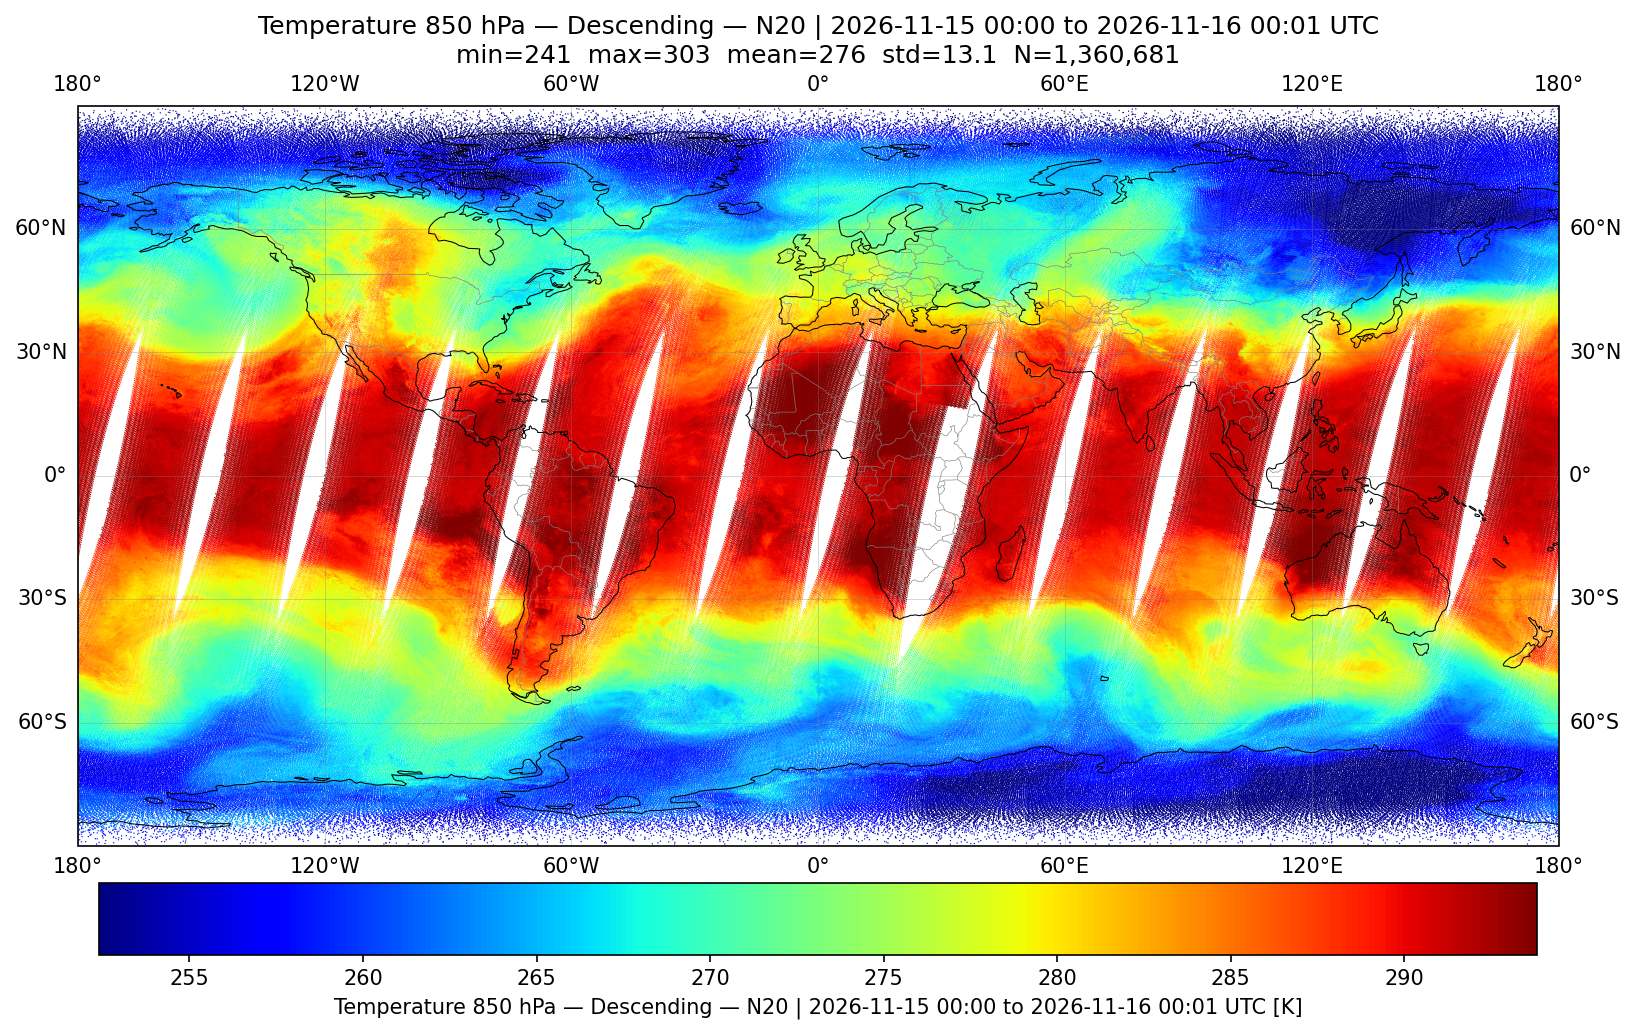 Temperature 850 hPa — Descending — N20 | 2026-11-15 00:00 to 2026-11-16 00:01 UTC
min=241  max=303  mean=276  std=13.1  N=1,360,681
180° 120°W 60°W 0° 60°E 120°E 180°
60°N 60°N
30°N 30°N
0° 0°
30°S 30°S
60°S 60°S
180° 120°W 60°W 0° 60°E 120°E 180°
255 260 265 270 275 280 285 290
Temperature 850 hPa — Descending — N20 | 2026-11-15 00:00 to 2026-11-16 00:01 UTC [K]